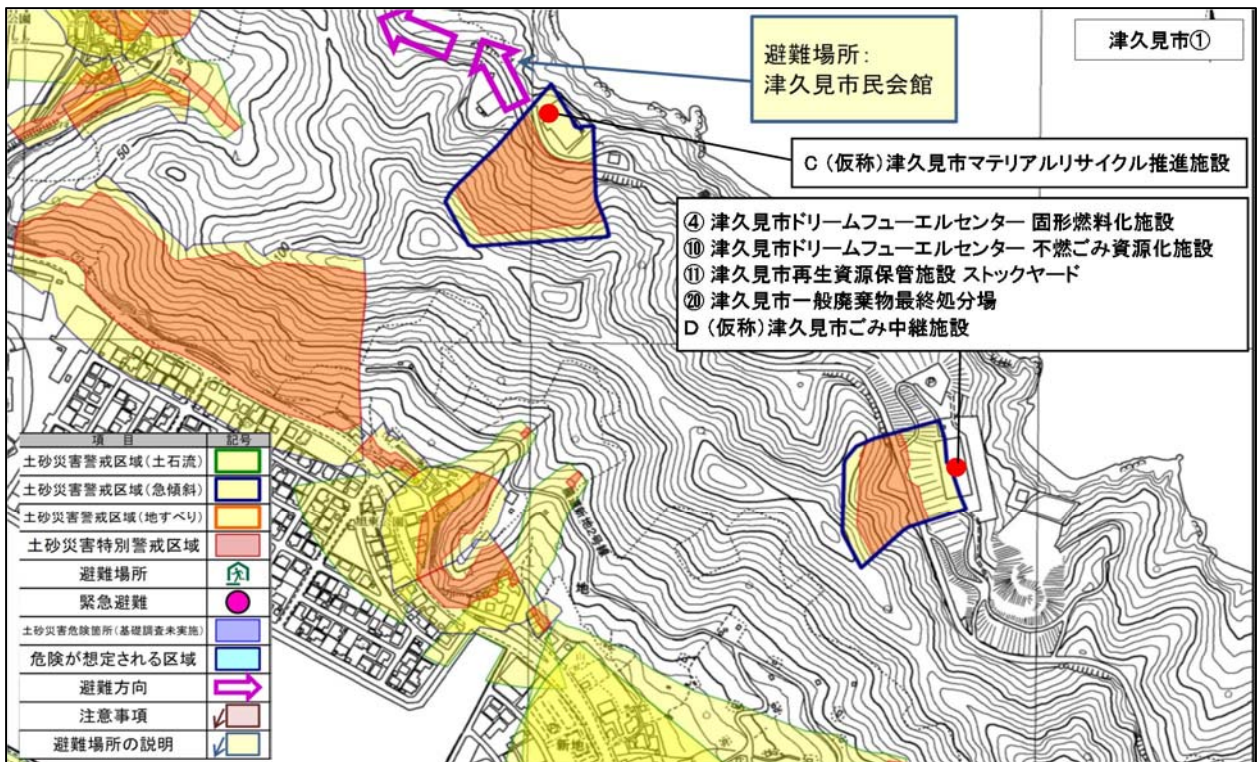 公園
避難場所:
津久見市民会館
津久見市①
50
C (仮称)津久見市マテリアルリサイクル推進施設
④ 津久見市ドリームフューエルセンター 固形燃料化施設
⑩ 津久見市ドリームフューエルセンター 不燃ごみ資源化施設
⑪ 津久見市再生資源保管施設 ストックヤード
⑳ 津久見市一般廃棄物最終処分場
D (仮称)津久見市ごみ中継施設
項 目 記号
土砂災害警戒区域(土石流)
土砂災害警戒区域(急傾斜)
土砂災害警戒区域(地すべり)
土砂災害特別警戒区域
避難場所
緊急避難
土砂災害危険箇所(基礎調査未実施)
危険が想定される区域
避難方向
注意事項
避難場所の説明
旭東公園
地
山
新地